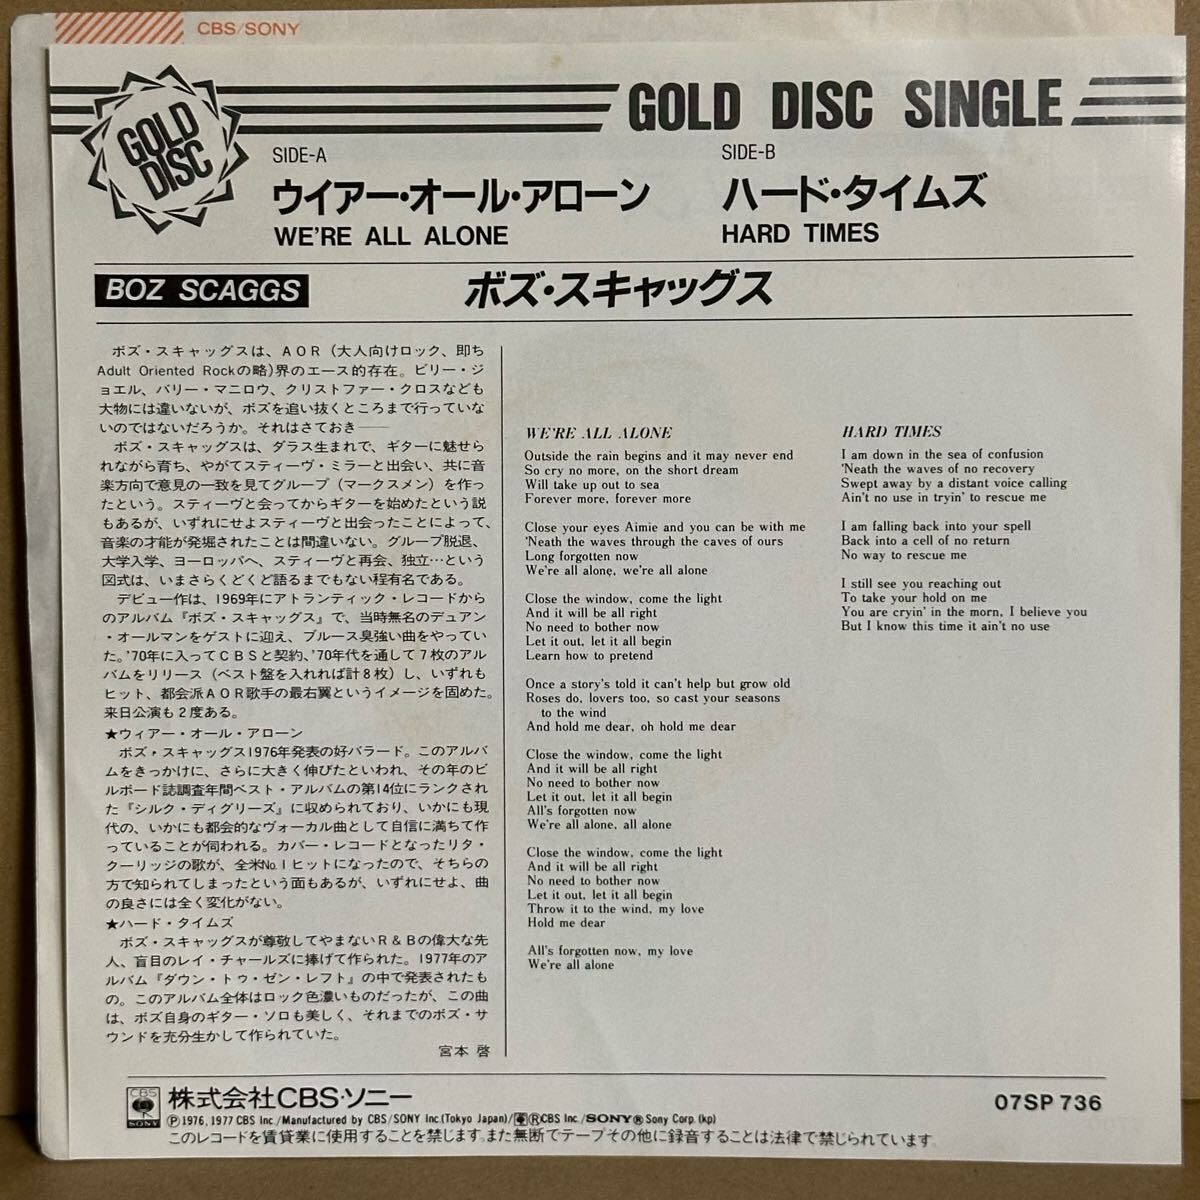 CBS/SONY
GOLD DISC SINGLE
GOLD
DISC
SIDE-A
ウイアー・オール・アローン
WE'RE ALL ALONE
SIDE-B
ハード・タイムズ
HARD TIMES
BOZ SCAGGS
ボズ・スキャッグス
ボズ・スキャッグスは、AOR（大人向けロック、即ち
Adult Oriented Rockの略)界のエース的存在。ビリー・ジ
ョエル、バリー・マニロウ、クリストファー・クロスなども
大物には違いないが、ボズを追い抜くところまで行っていな
いのではないだろうか。それはさておき――
ボズ・スキャッグスは、ダラス生まれで、ギターに魅せら
れながら育ち、やがてスティーヴ・ミラーと出会い、共に音
楽方向で意見の一致を見てグループ（マークスメン）を作っ
たという。スティーヴと会ってからギターを始めたという説
もあるが、いずれにせよスティーヴと出会ったことによって、
音楽の才能が発掘されたことは間違いない。グループ脱退、
大学入学、ヨーロッパへ、スティーヴと再会、独立…という
図式は、いまさらくどくど語るまでもない程有名である。
デビュー作は、1969年にアトランティック・レコードから
のアルバム『ボズ・スキャッグス』で、当時無名のデュアン
・オールマンをゲストに迎え、ブルース臭強い曲をやってい
た。'70年に入ってCBSと契約、'70年代を通して7枚のアル
バムをリリース（ベスト盤を入れれば計8枚）し、いずれも
ヒット、都会派AOR歌手の最右翼というイメージを固めた。
来日公演も2度ある。
★ウィアー・オール・アローン
ボズ・スキャッグス1976年発表の好バラード。このアルバ
ムをきっかけに、さらに大きく伸びたといわれ、その年のビ
ルボード誌調査年間ベスト・アルバムの第14位にランクされ
た『シルク・ディグリーズ』に収められており、いかにも現
代の、いかにも都会的なヴォーカル曲として自信に満ちて作
っていることが伺われる。カバー・レコードとなったリタ・
クーリッジの歌が、全米No.1ヒットになったので、そちらの
方で知られてしまったという面もあるが、いずれにせよ、曲
の良さには全く変化がない。
★ハード・タイムズ
ボズ・スキャッグスが尊敬してやまないR&Bの偉大な先
人、盲目のレイ・チャールズに捧げて作られた。1977年のア
ルバム『ダウン・トゥ・ゼン・レフト』の中で発表されたも
の。このアルバム全体はロック色濃いものだったが、この曲
は、ボズ自身のギター・ソロも美しく、それまでのボズ・サ
ウンドを充分生かして作られていた。
宮本 啓
WE'RE ALL ALONE
Outside the rain begins and it may never end
So cry no more, on the short dream
Will take up out to sea
Forever more, forever more
Close your eyes Aimie and you can be with me
'Neath the waves through the caves of ours
Long forgotten now
We're all alone, we're all alone
Close the window, come the light
And it will be all right
No need to bother now
Let it out, let it all begin
Learn how to pretend
Once a story's told it can't help but grow old
Roses do, lovers too, so cast your seasons
to the wind
And hold me dear, oh hold me dear
Close the window, come the light
And it will be all right
No need to bother now
Let it out, let it all begin
All's forgotten now
We're all alone, all alone
Close the window, come the light
And it will be all right
No need to bother now
Let it out, let it all begin
Throw it to the wind, my love
Hold me dear
All's forgotten now, my love
We're all alone
HARD TIMES
I am down in the sea of confusion
'Neath the waves of no recovery
Swept away by a distant voice calling
Ain't no use in tryin' to rescue me
I am falling back into your spell
Back into a cell of no return
No way to rescue me
I still see you reaching out
To take your hold on me
You are cryin' in the morn, I believe you
But I know this time it ain't no use
CBS
SONY
株式会社CBS・ソニー
07SP 736
Ⓟ1976, 1977 CBS Inc./Manufactured by CBS/SONY Inc.(Tokyo Japan)/®CBS Inc./SONY®Sony Corp.(kp)
このレコードを賃貸業に使用することを禁じます。また無断でテープその他に録音することは法律で禁じられています。